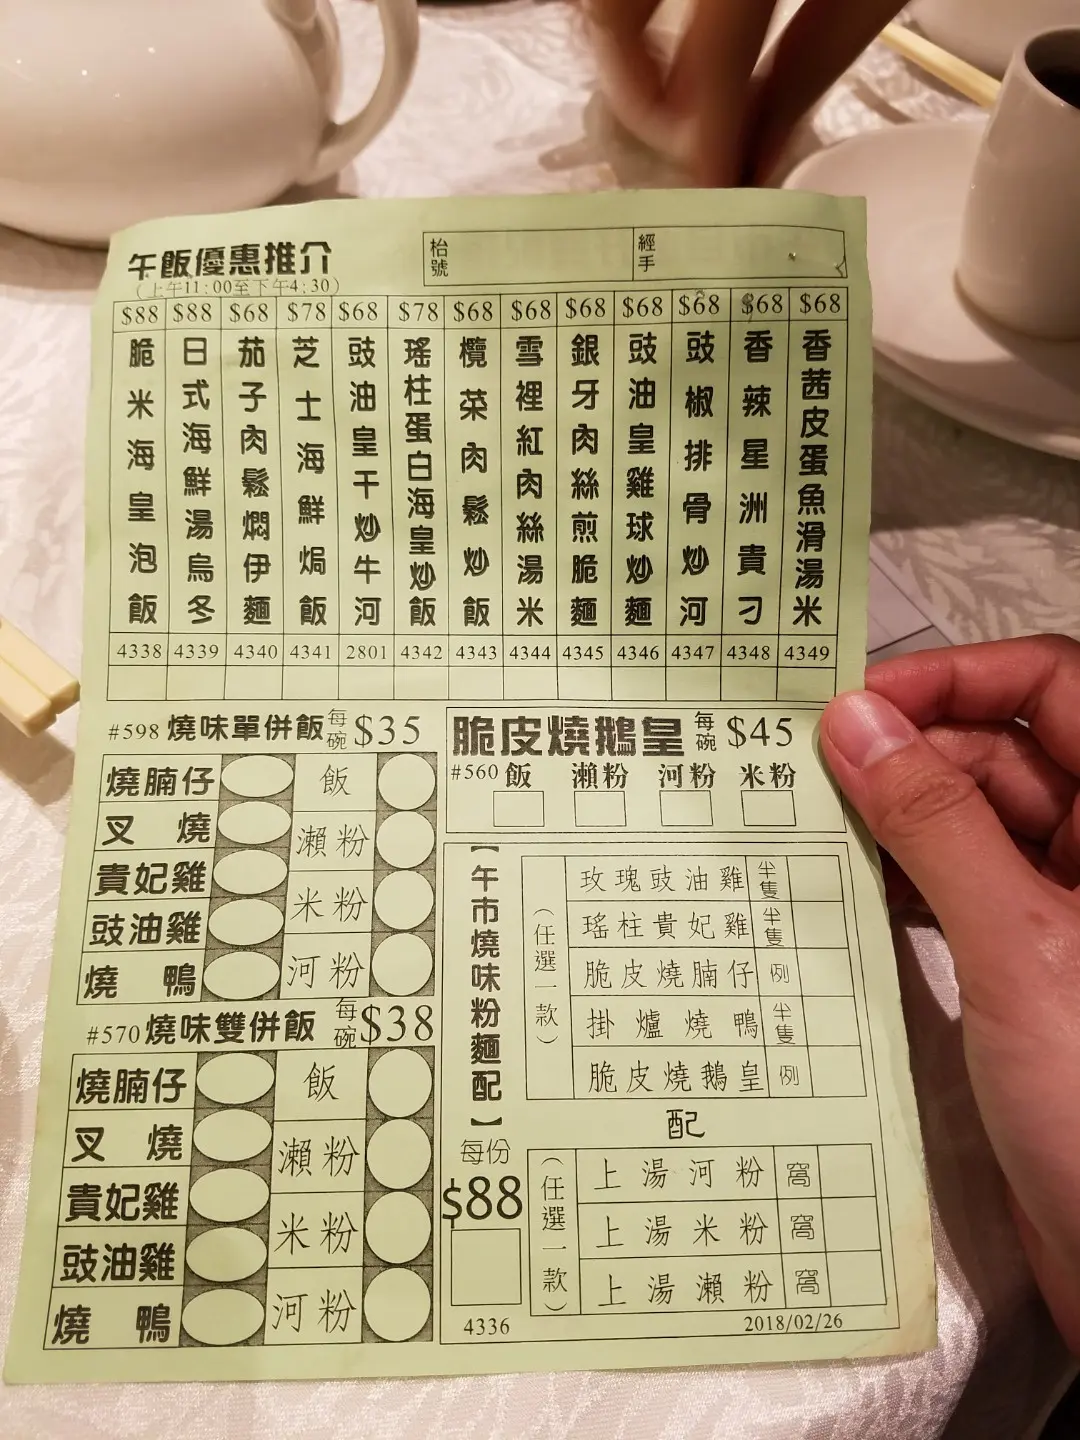 午飯優惠推介
(上午11:00至下午4:30)
枱號
經手
$88 $88 $68 $78 $68 $78 $68 $68 $68 $68 $68 $68 $68
香茜皮蛋魚滑湯米
香辣星洲貴刁
豉椒排骨炒河
豉油皇雞球炒麵
銀牙肉絲煎脆麵
雪裡紅肉絲湯米
欖菜肉鬆炒飯
瑤柱蛋白海皇炒飯
豉油皇干炒牛河
芝士海鮮焗飯
茄子肉鬆燜伊麵
日式海鮮湯烏冬
脆米海皇泡飯
4338 4339 4340 4341 2801 4342 4343 4344 4345 4346 4347 4348 4349
#598 燒味單併飯 每碗 $35
燒腩仔 飯
叉燒 瀨粉
貴妃雞 米粉
豉油雞 河粉
燒鴨
#570 燒味雙併飯 每碗 $38
燒腩仔 飯
叉燒 瀨粉
貴妃雞 米粉
豉油雞 河粉
燒鴨
脆皮燒鵝皇 每碗 $45
#560 飯 瀨粉 河粉 米粉
【午市燒味粉麵配】
每份
$88
4336
(任選一款)
玫瑰豉油雞 半隻
瑤柱貴妃雞 半隻
脆皮燒腩仔 例
掛爐燒鴨 半隻
脆皮燒鵝皇 例
配
(任選一款)
上湯河粉 窩
上湯米粉 窩
上湯瀨粉 窩
2018/02/26